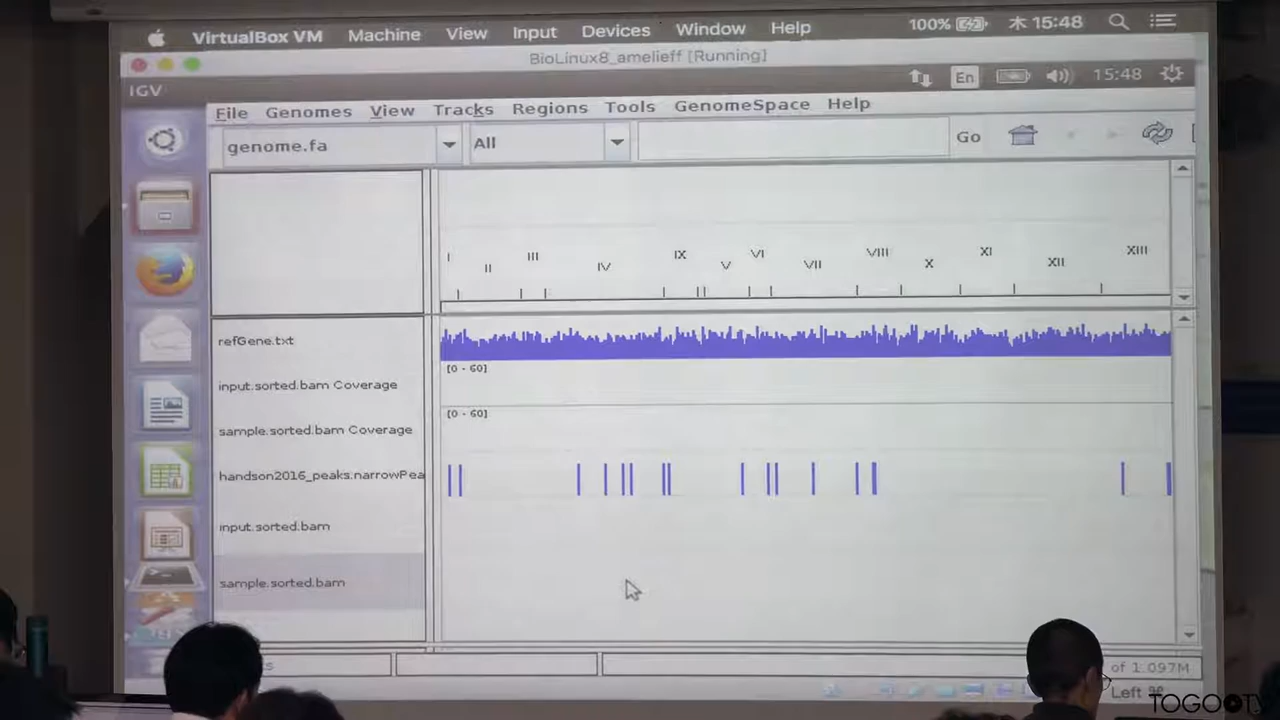 VirtualBox VM Machine View Input Devices Window Help 100% 木 15:48
BioLinux8_amelieff [Running]
IGV En 15:48
File Genomes View Tracks Regions Tools GenomeSpace Help
genome.fa All Go
I II III IV IX V VI VII VIII X XI XII XIII
refGene.txt
[0 - 60]
input.sorted.bam Coverage
[0 - 60]
sample.sorted.bam Coverage
handson2016_peaks.narrowPea
input.sorted.bam
sample.sorted.bam
of 1 097M
Left ⌘
TOGOTV